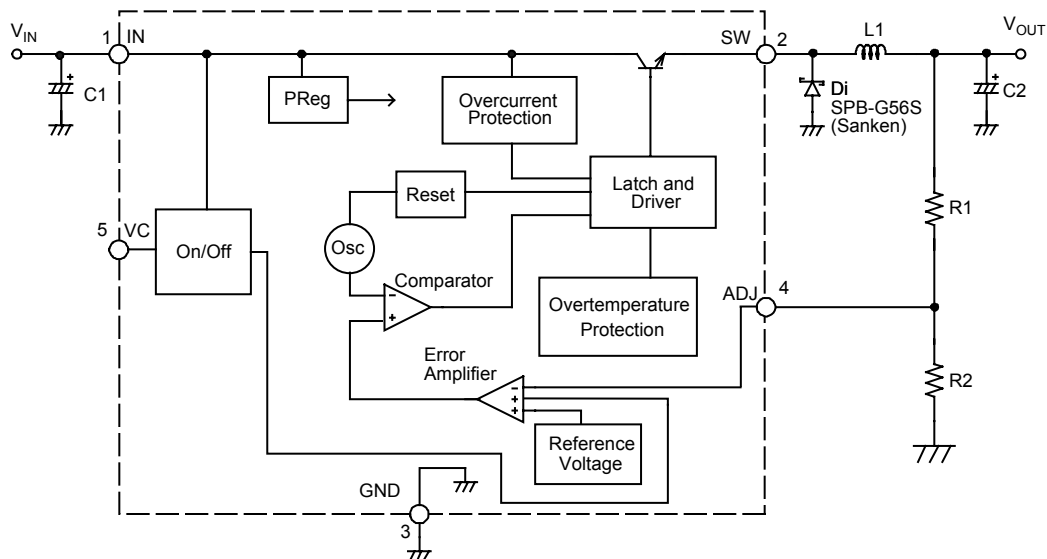 VIN
1
IN
SW
2
L1
VOUT
+
C1
PReg
Overcurrent
Protection
Di
SPB-G56S
(Sanken)
+
C2
Reset
Latch and
Driver
R1
5
VC
On/Off
Osc
Comparator
−
+
Overtemperature
Protection
ADJ
4
Error
Amplifier
−
+
+
R2
Reference
Voltage
GND
3